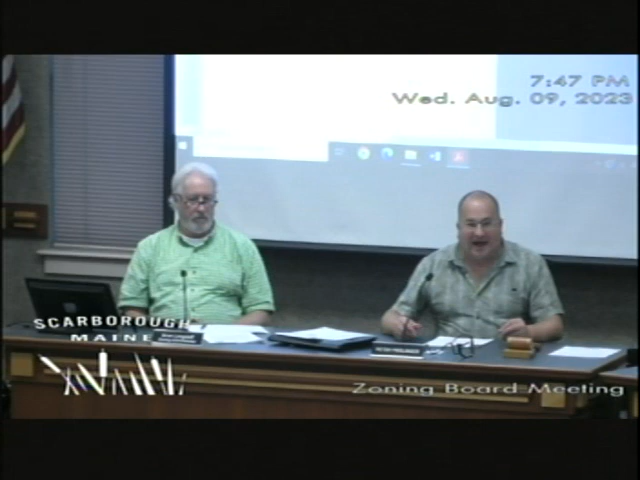 7:47 PM
Wed. Aug. 09, 2023
SCARBOROUGH
MAINE
Zoning Board Meeting